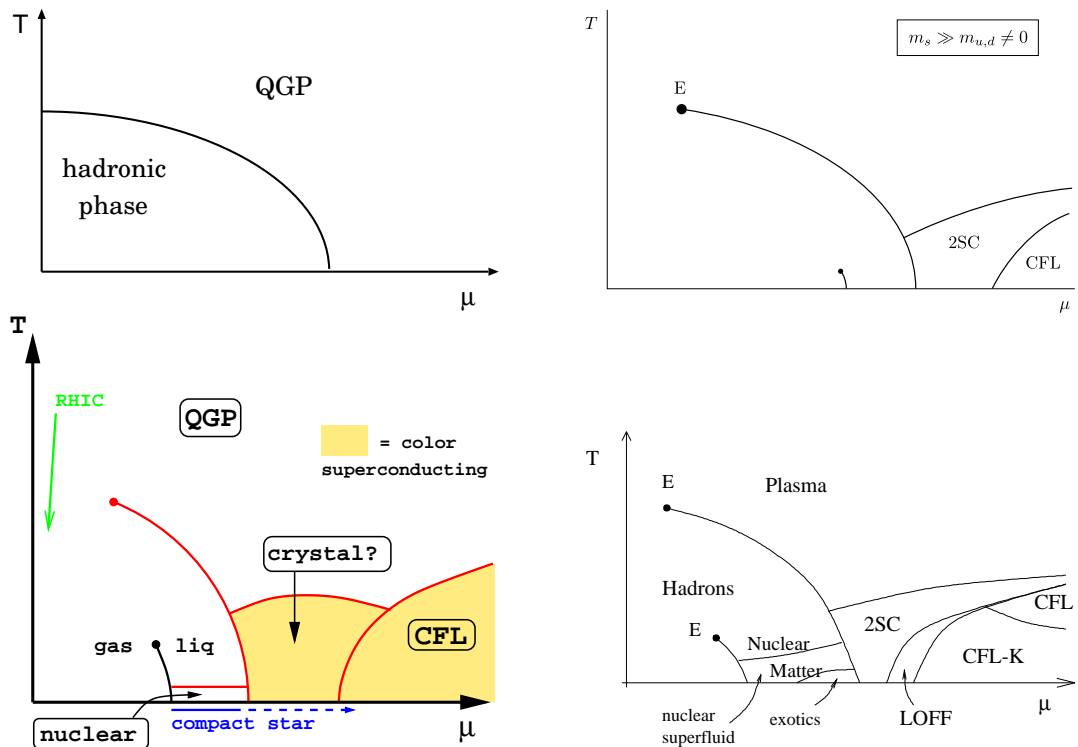 T
QGP
hadronic
phase
μ
T
m_s ≫ m_{u,d} ≠ 0
E
2SC
CFL
μ
T
RHIC
QGP
= color
superconducting
crystal?
gas liq
CFL
nuclear
compact star
μ
T
E
Plasma
Hadrons
E
Nuclear
Matter
2SC
CFL
CFL-K
nuclear
superfluid
exotics
LOFF
μ